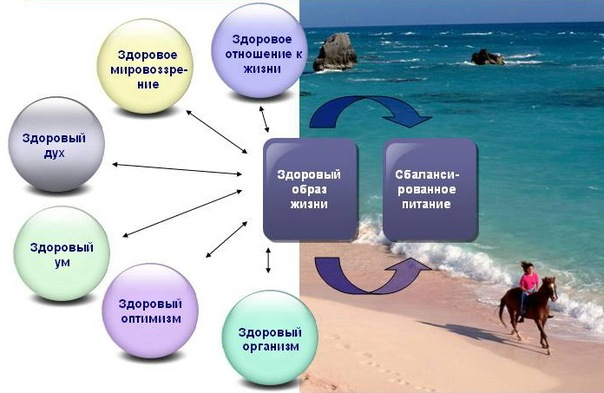 Здоровое
отношение к
жизни
Здоровое
мировоззре-
ние
Здоровый
дух
Здоровый
ум
Здоровый
оптимизм
Здоровый
организм
Здоровый
образ
жизни
Сбаланси-
рованное
питание